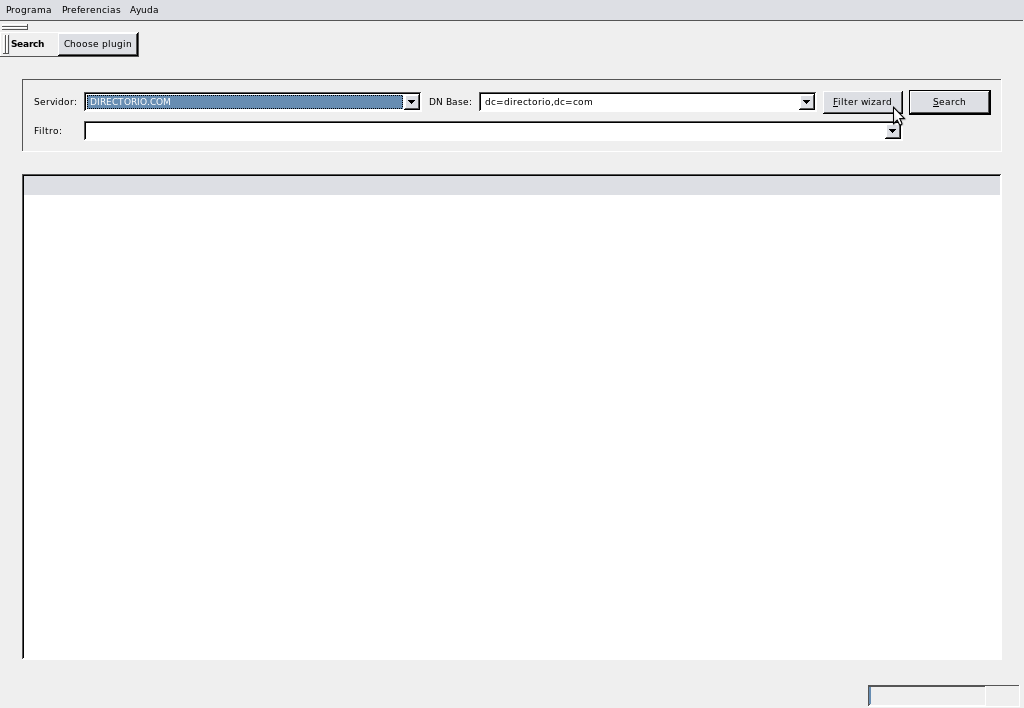 Programa Preferencias Ayuda
Search Choose plugin
Servidor: DIRECTORIO.COM DN Base: dc=directorio,dc=com Filter wizard Search
Filtro: